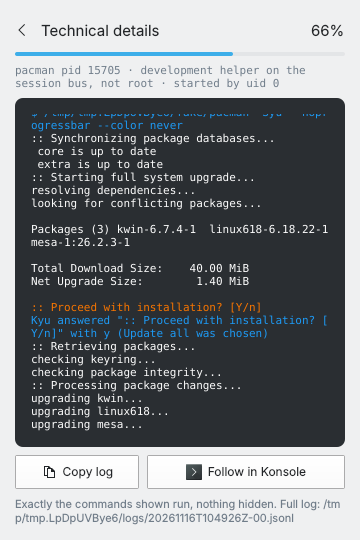 Technical details 66%
pacman pid 15705 · development helper on the
session bus, not root · started by uid 0
ogressbar --color never
:: Synchronizing package databases...
core is up to date
extra is up to date
:: Starting full system upgrade...
resolving dependencies...
looking for conflicting packages...
Packages (3) kwin-6.7.4-1  linux618-6.18.22-1
mesa-1:26.2.3-1
Total Download Size:    40.00 MiB
Net Upgrade Size:        1.40 MiB
:: Proceed with installation? [Y/n]
Kyu answered ":: Proceed with installation? [
Y/n]" with y (Update all was chosen)
:: Retrieving packages...
checking keyring...
checking package integrity...
:: Processing package changes...
upgrading kwin...
upgrading linux618...
upgrading mesa...
Copy log
Follow in Konsole
Exactly the commands shown run, nothing hidden. Full log: /tm
p/tmp.LpDpUVBye6/logs/20261116T104926Z-00.jsonl